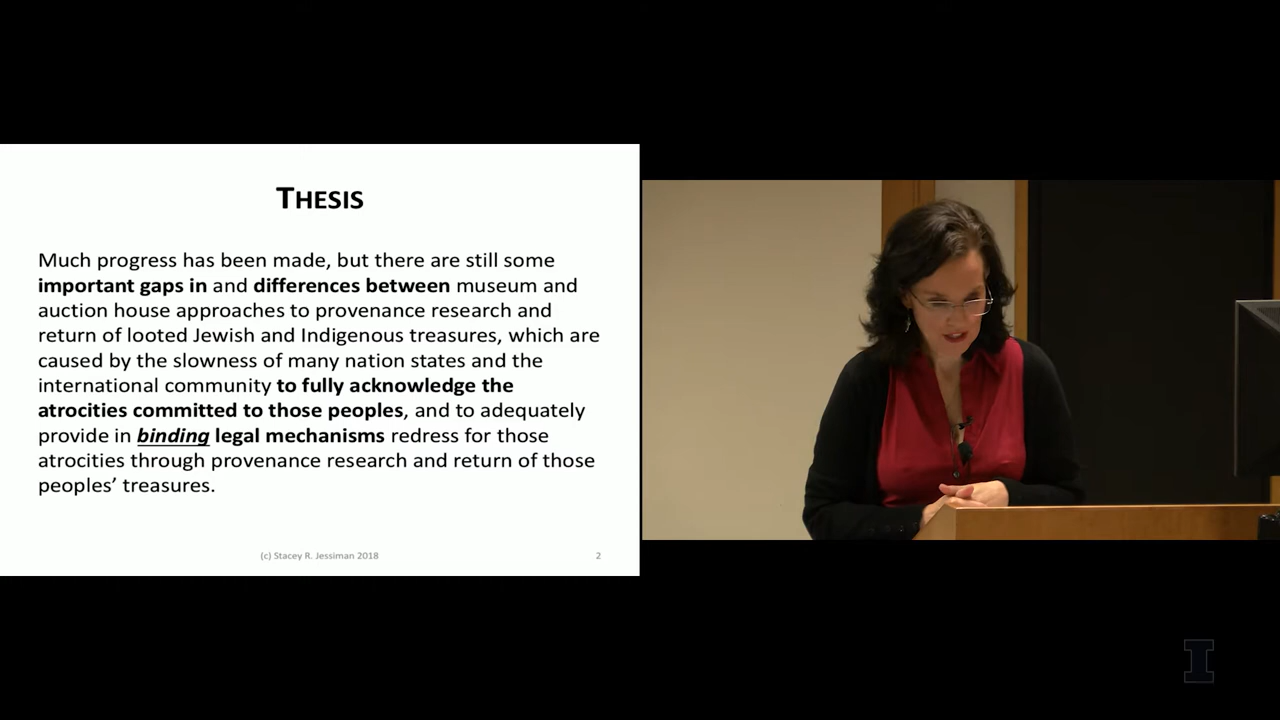 THESIS
Much progress has been made, but there are still some
important gaps in and differences between museum and
auction house approaches to provenance research and
return of looted Jewish and Indigenous treasures, which are
caused by the slowness of many nation states and the
international community to fully acknowledge the
atrocities committed to those peoples, and to adequately
provide in binding legal mechanisms redress for those
atrocities through provenance research and return of those
peoples’ treasures.
(c) Stacey R. Jessiman 2018
2
I